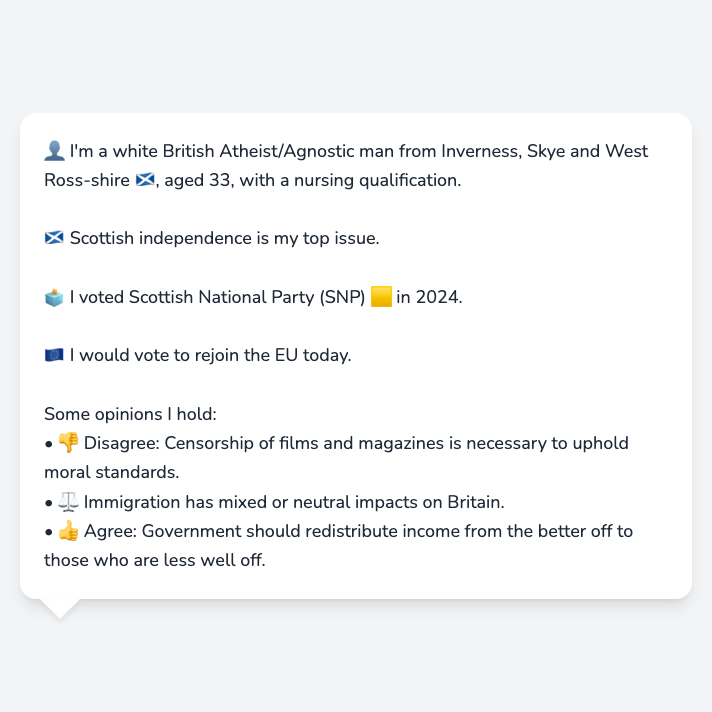 👤 I'm a white British Atheist/Agnostic man from Inverness, Skye and West
Ross-shire 🏴󠁧󠁢󠁳󠁣󠁴󠁿, aged 33, with a nursing qualification.
🏴󠁧󠁢󠁳󠁣󠁴󠁿 Scottish independence is my top issue.
🗳️ I voted Scottish National Party (SNP) 🟨 in 2024.
🇪🇺 I would vote to rejoin the EU today.
Some opinions I hold:
• 👎 Disagree: Censorship of films and magazines is necessary to uphold
moral standards.
• ⚖️ Immigration has mixed or neutral impacts on Britain.
• 👍 Agree: Government should redistribute income from the better off to
those who are less well off.